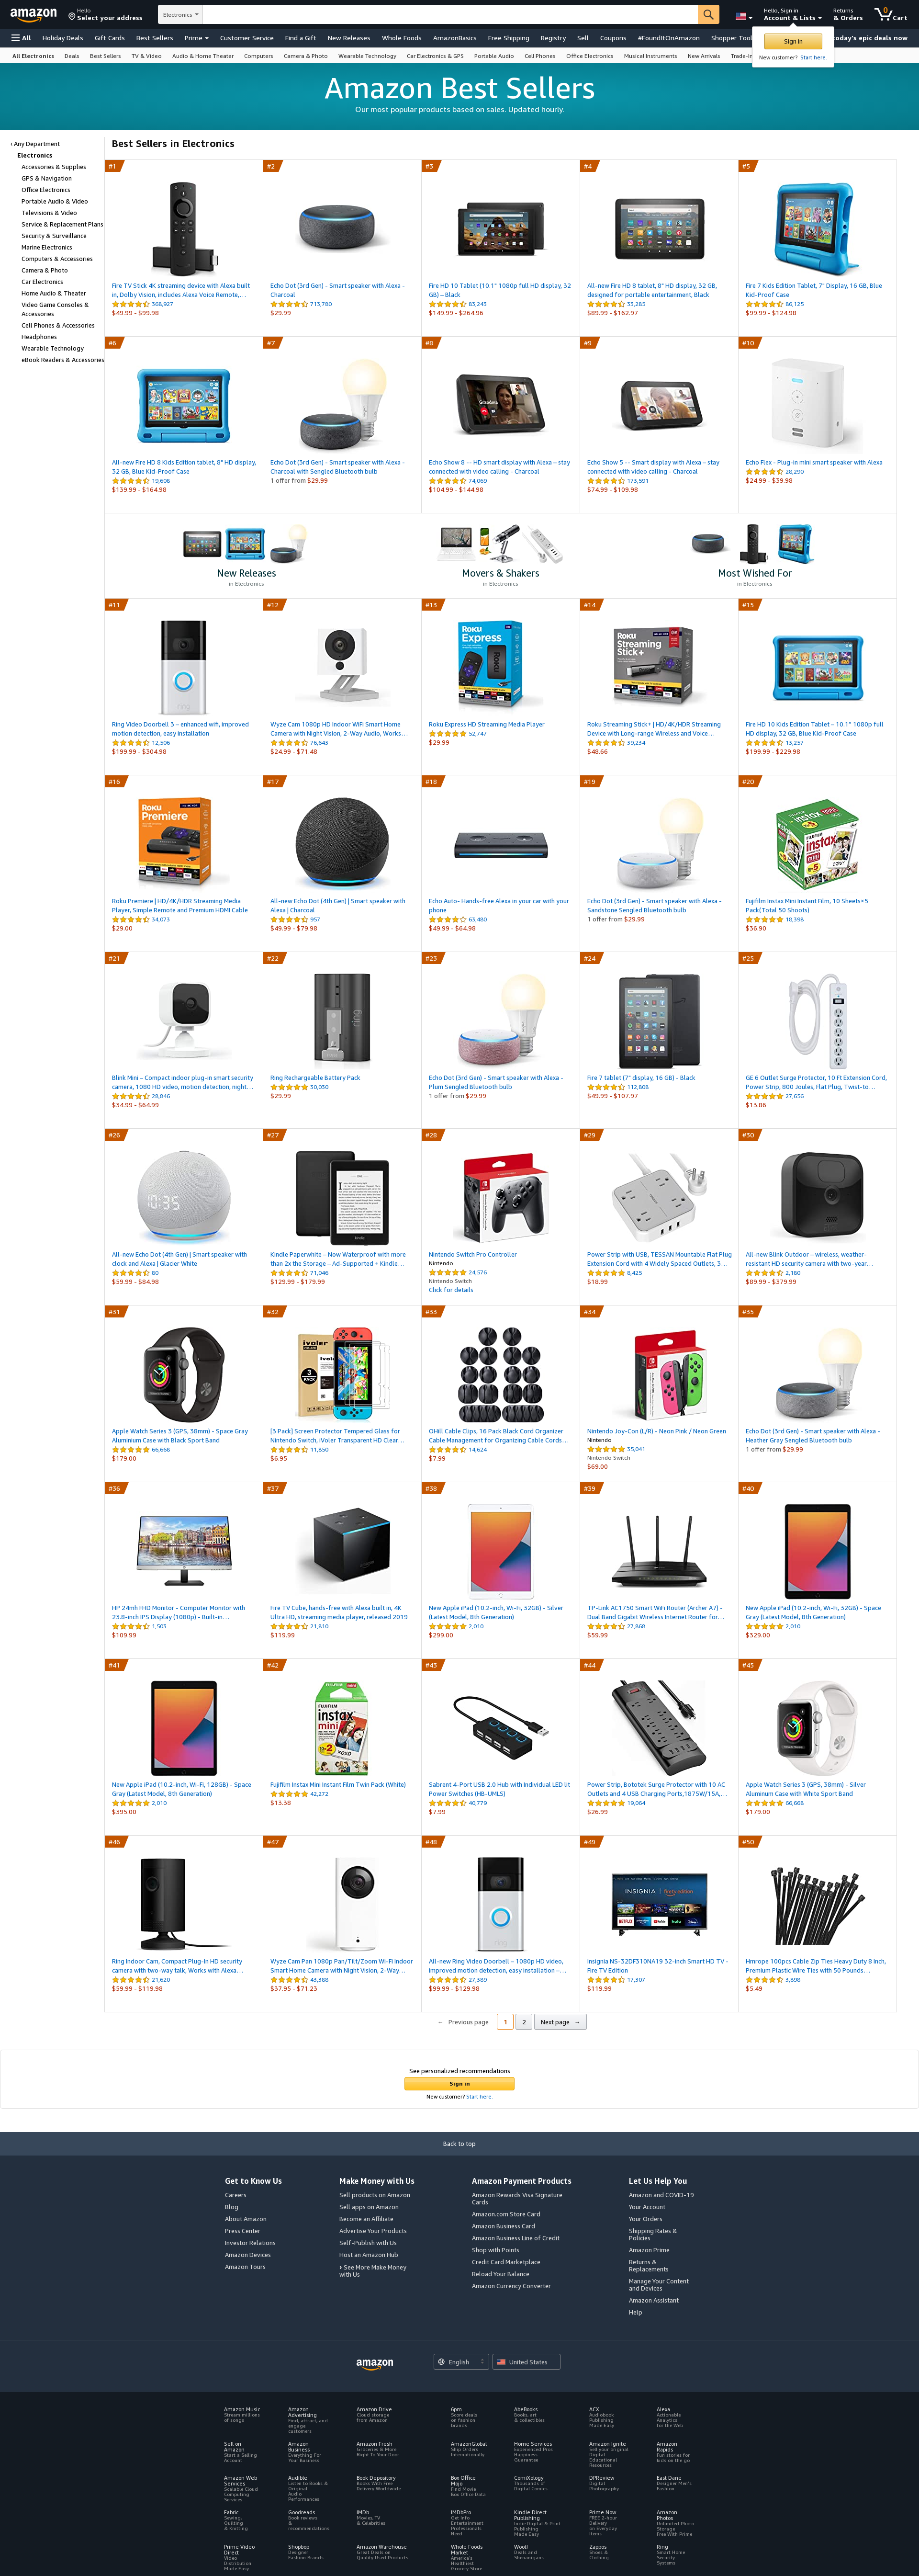 amazon
Hello
Select your address
Electronics
Hello, Sign in
Account & Lists
Returns
& Orders
0
Cart
All
Holiday Deals
Gift Cards
Best Sellers
Prime
Customer Service
Find a Gift
New Releases
Whole Foods
AmazonBasics
Free Shipping
Registry
Sell
Coupons
#FoundItOnAmazon
Shopper Tool
today's epic deals now
Sign in
New customer? Start here.
All Electronics
Deals
Best Sellers
TV & Video
Audio & Home Theater
Computers
Camera & Photo
Wearable Technology
Car Electronics & GPS
Portable Audio
Cell Phones
Office Electronics
Musical Instruments
New Arrivals
Trade-In
Amazon Best Sellers
Our most popular products based on sales. Updated hourly.
‹ Any Department
Electronics
Accessories & Supplies
GPS & Navigation
Office Electronics
Portable Audio & Video
Televisions & Video
Service & Replacement Plans
Security & Surveillance
Marine Electronics
Computers & Accessories
Camera & Photo
Car Electronics
Home Audio & Theater
Video Game Consoles &
Accessories
Cell Phones & Accessories
Headphones
Wearable Technology
eBook Readers & Accessories
Best Sellers in Electronics
#1
Fire TV Stick 4K streaming device with Alexa built
in, Dolby Vision, includes Alexa Voice Remote,…
368,927
$49.99 - $99.98
#2
Echo Dot (3rd Gen) - Smart speaker with Alexa -
Charcoal
713,780
$29.99
#3
Fire HD 10 Tablet (10.1" 1080p full HD display, 32
GB) – Black
83,243
$149.99 - $264.96
#4
All-new Fire HD 8 tablet, 8" HD display, 32 GB,
designed for portable entertainment, Black
33,285
$89.99 - $162.97
#5
Fire 7 Kids Edition Tablet, 7" Display, 16 GB, Blue
Kid-Proof Case
86,125
$99.99 - $124.98
#6
All-new Fire HD 8 Kids Edition tablet, 8" HD display,
32 GB, Blue Kid-Proof Case
19,608
$139.99 - $164.98
#7
Echo Dot (3rd Gen) - Smart speaker with Alexa -
Charcoal with Sengled Bluetooth bulb
1 offer from $29.99
#8
Grandma
Echo Show 8 -- HD smart display with Alexa – stay
connected with video calling - Charcoal
74,069
$104.99 - $144.98
#9
Echo Show 5 -- Smart display with Alexa – stay
connected with video calling - Charcoal
173,591
$74.99 - $109.98
#10
Echo Flex - Plug-in mini smart speaker with Alexa
28,290
$24.99 - $39.98
New Releases
in Electronics
Movers & Shakers
in Electronics
Most Wished For
in Electronics
#11
Ring Video Doorbell 3 – enhanced wifi, improved
motion detection, easy installation
12,506
$199.99 - $304.98
#12
Wyze Cam 1080p HD Indoor WiFi Smart Home
Camera with Night Vision, 2-Way Audio, Works…
76,643
$24.99 - $71.48
#13
Roku
Express
Roku Express HD Streaming Media Player
52,747
$29.99
#14
Roku
Streaming
Stick+
Roku Streaming Stick+ | HD/4K/HDR Streaming
Device with Long-range Wireless and Voice…
39,234
$48.66
#15
Fire HD 10 Kids Edition Tablet – 10.1" 1080p full
HD display, 32 GB, Blue Kid-Proof Case
13,257
$199.99 - $229.98
#16
Roku
Premiere
Roku Premiere | HD/4K/HDR Streaming Media
Player, Simple Remote and Premium HDMI Cable
34,073
$29.00
#17
All-new Echo Dot (4th Gen) | Smart speaker with
Alexa | Charcoal
957
$49.99 - $79.98
#18
Echo Auto- Hands-free Alexa in your car with your
phone
63,480
$49.99 - $64.98
#19
Echo Dot (3rd Gen) - Smart speaker with Alexa -
Sandstone Sengled Bluetooth bulb
1 offer from $29.99
#20
instax
mini
Fujifilm Instax Mini Instant Film, 10 Sheets×5
Pack(Total 50 Shoots)
18,398
$36.90
#21
Blink Mini – Compact indoor plug-in smart security
camera, 1080 HD video, motion detection, night…
28,846
$34.99 - $64.99
#22
ring
Ring Rechargeable Battery Pack
30,030
$29.99
#23
Echo Dot (3rd Gen) - Smart speaker with Alexa -
Plum Sengled Bluetooth bulb
1 offer from $29.99
#24
Fire 7 tablet (7" display, 16 GB) - Black
112,808
$49.99 - $107.97
#25
GE 6 Outlet Surge Protector, 10 Ft Extension Cord,
Power Strip, 800 Joules, Flat Plug, Twist-to…
27,656
$13.86
#26
10:35
All-new Echo Dot (4th Gen) | Smart speaker with
clock and Alexa | Glacier White
80
$59.99 - $84.98
#27
kindle
Kindle Paperwhite – Now Waterproof with more
than 2x the Storage – Ad-Supported + Kindle…
71,046
$129.99 - $179.99
#28
Nintendo Switch Pro Controller
Nintendo
24,576
Nintendo Switch
Click for details
#29
Power Strip with USB, TESSAN Mountable Flat Plug
Extension Cord with 4 Widely Spaced Outlets, 3…
8,425
$18.99
#30
All-new Blink Outdoor – wireless, weather-
resistant HD security camera with two-year…
2,180
$89.99 - $379.99
#31
Apple Watch Series 3 (GPS, 38mm) - Space Gray
Aluminium Case with Black Sport Band
66,668
$179.00
#32
ivoler
[3 Pack] Screen Protector Tempered Glass for
Nintendo Switch, iVoler Transparent HD Clear…
11,850
$6.95
#33
OHill Cable Clips, 16 Pack Black Cord Organizer
Cable Management for Organizing Cable Cords…
14,624
$7.99
#34
Nintendo Joy-Con (L/R) - Neon Pink / Neon Green
Nintendo
35,041
Nintendo Switch
$69.00
#35
Echo Dot (3rd Gen) - Smart speaker with Alexa -
Heather Gray Sengled Bluetooth bulb
1 offer from $29.99
#36
HP 24mh FHD Monitor - Computer Monitor with
23.8-inch IPS Display (1080p) - Built-in…
1,503
$109.99
#37
Fire TV Cube, hands-free with Alexa built in, 4K
Ultra HD, streaming media player, released 2019
21,810
$119.99
#38
New Apple iPad (10.2-inch, Wi-Fi, 32GB) - Silver
(Latest Model, 8th Generation)
2,010
$299.00
#39
TP-Link AC1750 Smart WiFi Router (Archer A7) -
Dual Band Gigabit Wireless Internet Router for…
27,868
$59.99
#40
New Apple iPad (10.2-inch, Wi-Fi, 32GB) - Space
Gray (Latest Model, 8th Generation)
2,010
$329.00
#41
New Apple iPad (10.2-inch, Wi-Fi, 128GB) - Space
Gray (Latest Model, 8th Generation)
2,010
$395.00
#42
instax
mini
Fujifilm Instax Mini Instant Film Twin Pack (White)
42,272
$13.38
#43
Sabrent 4-Port USB 2.0 Hub with Individual LED lit
Power Switches (HB-UMLS)
40,779
$7.99
#44
Power Strip, Bototek Surge Protector with 10 AC
Outlets and 4 USB Charging Ports,1875W/15A,…
19,064
$26.99
#45
Apple Watch Series 3 (GPS, 38mm) - Silver
Aluminum Case with White Sport Band
66,668
$179.00
#46
Ring Indoor Cam, Compact Plug-In HD security
camera with two-way talk, Works with Alexa…
21,620
$59.99 - $119.98
#47
Wyze Cam Pan 1080p Pan/Tilt/Zoom Wi-Fi Indoor
Smart Home Camera with Night Vision, 2-Way…
43,388
$37.95 - $71.23
#48
All-new Ring Video Doorbell – 1080p HD video,
improved motion detection, easy installation –…
27,389
$99.99 - $129.98
#49
INSIGNIA
Insignia NS-32DF310NA19 32-inch Smart HD TV -
Fire TV Edition
17,307
$119.99
#50
Hmrope 100pcs Cable Zip Ties Heavy Duty 8 Inch,
Premium Plastic Wire Ties with 50 Pounds…
3,898
$5.49
← Previous page
1
2
Next page →
See personalized recommendations
Sign in
New customer? Start here.
Back to top
Get to Know Us
Careers
Blog
About Amazon
Press Center
Investor Relations
Amazon Devices
Amazon Tours
Make Money with Us
Sell products on Amazon
Sell apps on Amazon
Become an Affiliate
Advertise Your Products
Self-Publish with Us
Host an Amazon Hub
› See More Make Money
with Us
Amazon Payment Products
Amazon Rewards Visa Signature
Cards
Amazon.com Store Card
Amazon Business Card
Amazon Business Line of Credit
Shop with Points
Credit Card Marketplace
Reload Your Balance
Amazon Currency Converter
Let Us Help You
Amazon and COVID-19
Your Account
Your Orders
Shipping Rates &
Policies
Amazon Prime
Returns &
Replacements
Manage Your Content
and Devices
Amazon Assistant
Help
amazon
English
United States
Amazon Music
Stream millions
of songs
Amazon
Advertising
Find, attract, and
engage
customers
Amazon Drive
Cloud storage
from Amazon
6pm
Score deals
on fashion
brands
AbeBooks
Books, art
& collectibles
ACX
Audiobook
Publishing
Made Easy
Alexa
Actionable
Analytics
for the Web
Sell on
Amazon
Start a Selling
Account
Amazon
Business
Everything For
Your Business
Amazon Fresh
Groceries & More
Right To Your Door
AmazonGlobal
Ship Orders
Internationally
Home Services
Experienced Pros
Happiness
Guarantee
Amazon Ignite
Sell your original
Digital
Educational
Resources
Amazon
Rapids
Fun stories for
kids on the go
Amazon Web
Services
Scalable Cloud
Computing
Services
Audible
Listen to Books &
Original
Audio
Performances
Book Depository
Books With Free
Delivery Worldwide
Box Office
Mojo
Find Movie
Box Office Data
ComiXology
Thousands of
Digital Comics
DPReview
Digital
Photography
East Dane
Designer Men's
Fashion
Fabric
Sewing,
Quilting
& Knitting
Goodreads
Book reviews
&
recommendations
IMDb
Movies, TV
& Celebrities
IMDbPro
Get Info
Entertainment
Professionals
Need
Kindle Direct
Publishing
Indie Digital & Print
Publishing
Made Easy
Prime Now
FREE 2-hour
Delivery
on Everyday
Items
Amazon
Photos
Unlimited Photo
Storage
Free With Prime
Prime Video
Direct
Video
Distribution
Made Easy
Shopbop
Designer
Fashion Brands
Amazon Warehouse
Great Deals on
Quality Used Products
Whole Foods
Market
America's
Healthiest
Grocery Store
Woot!
Deals and
Shenanigans
Zappos
Shoes &
Clothing
Ring
Smart Home
Security
Systems